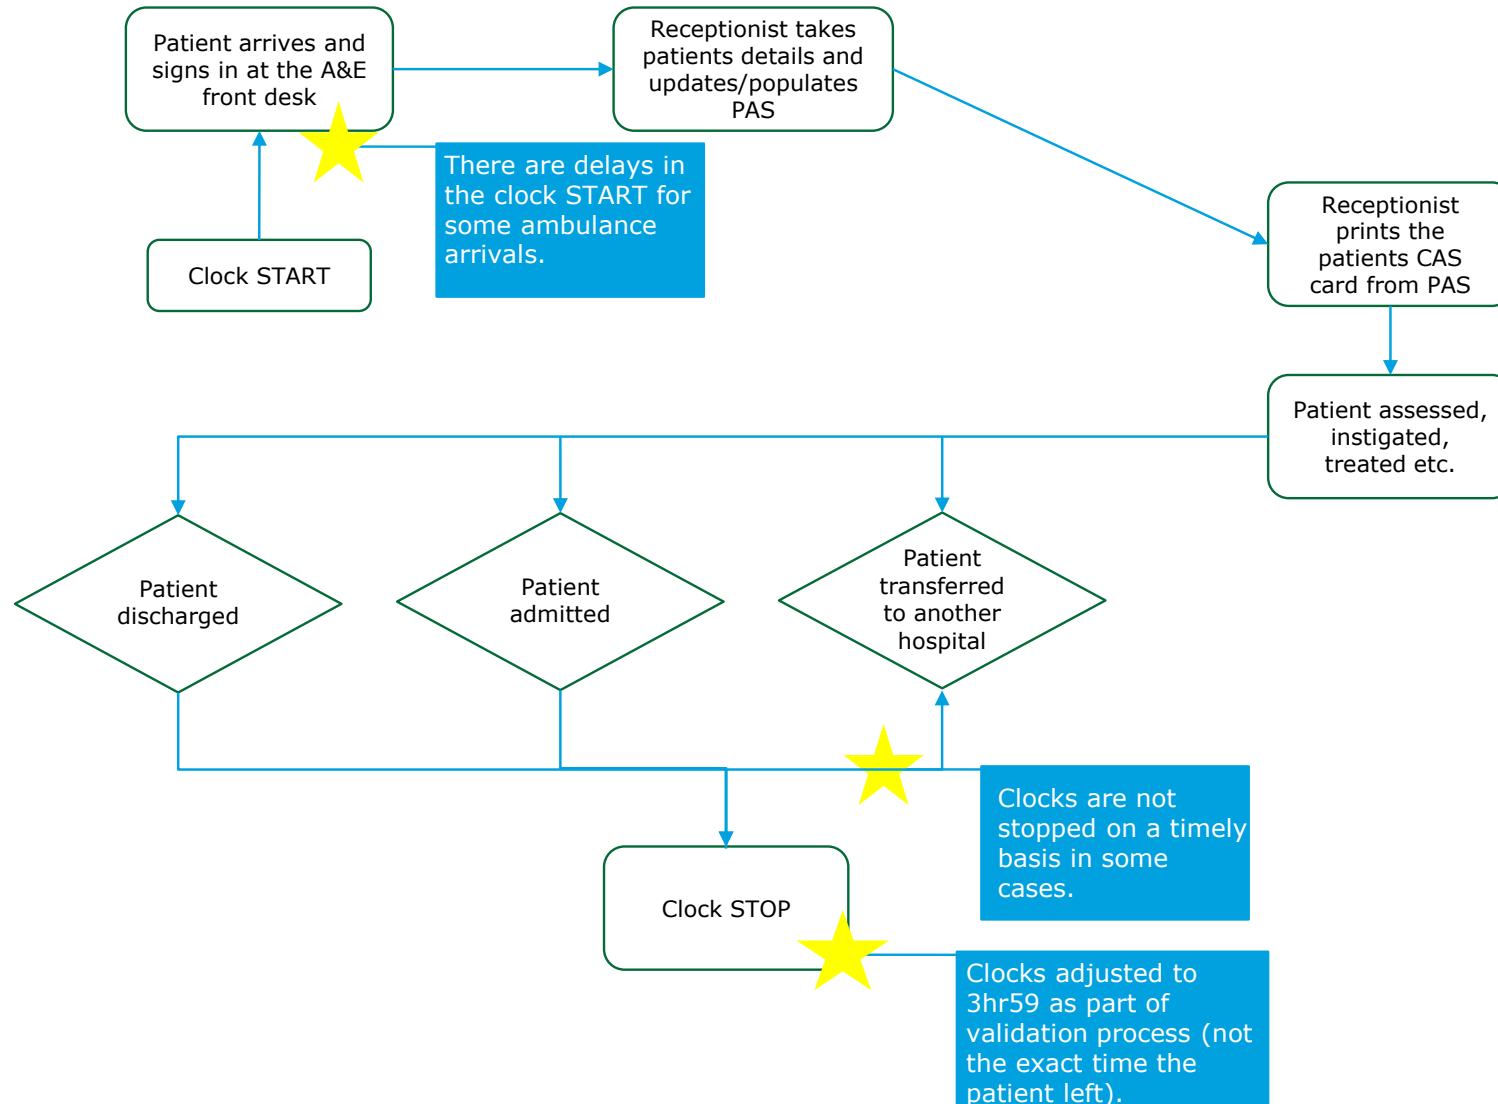 Patient arrives and
signs in at the A&E
front desk
Receptionist takes
patients details and
updates/populates
PAS
There are delays in
the clock START for
some ambulance
arrivals.
Clock START
Receptionist
prints the
patients CAS
card from PAS
Patient assessed,
instigated,
treated etc.
Patient
discharged
Patient
admitted
Patient
transferred
to another
hospital
Clocks are not
stopped on a timely
basis in some
cases.
Clock STOP
Clocks adjusted to
3hr59 as part of
validation process (not
the exact time the
patient left).